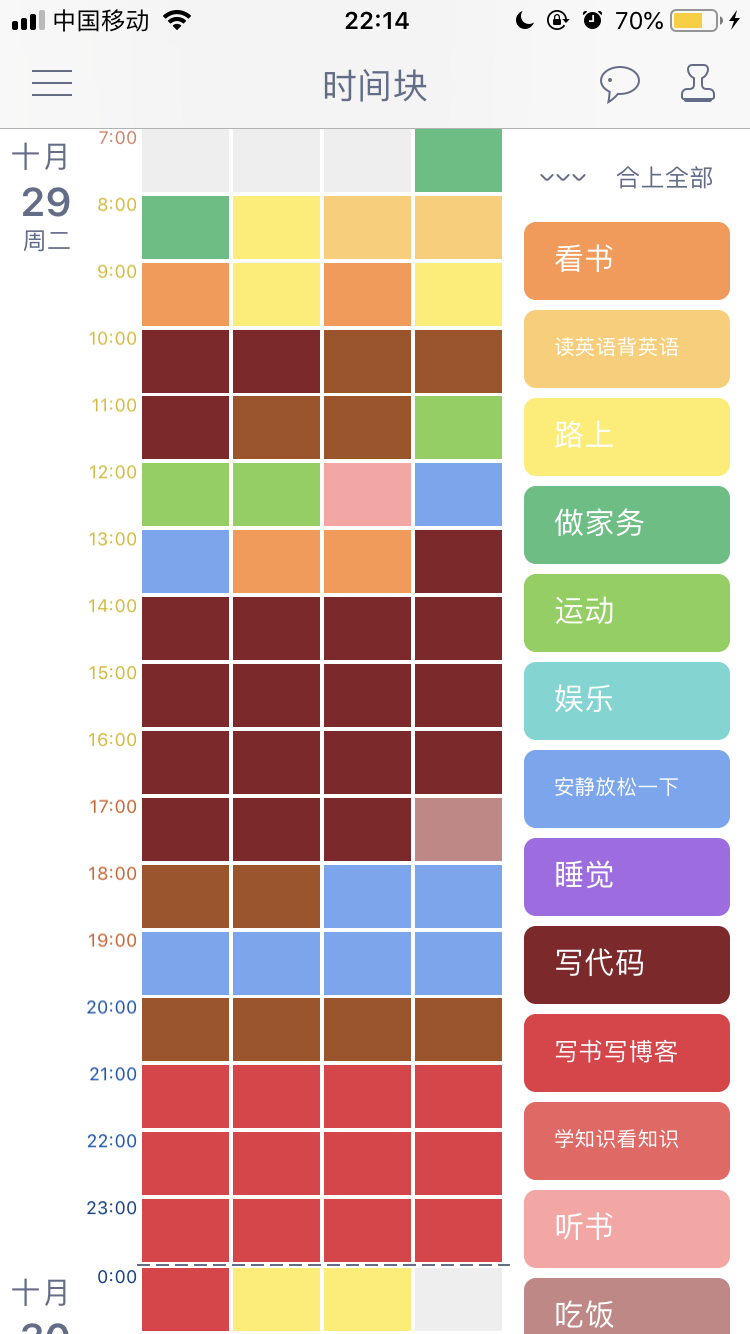 中国移动 22:14 70%
时间块
十月
29
周二
7:00
8:00
9:00
10:00
11:00
12:00
13:00
14:00
15:00
16:00
17:00
18:00
19:00
20:00
21:00
22:00
23:00
0:00
十月
30
合上全部
看书
读英语背英语
路上
做家务
运动
娱乐
安静放松一下
睡觉
写代码
写书写博客
学知识看知识
听书
吃饭